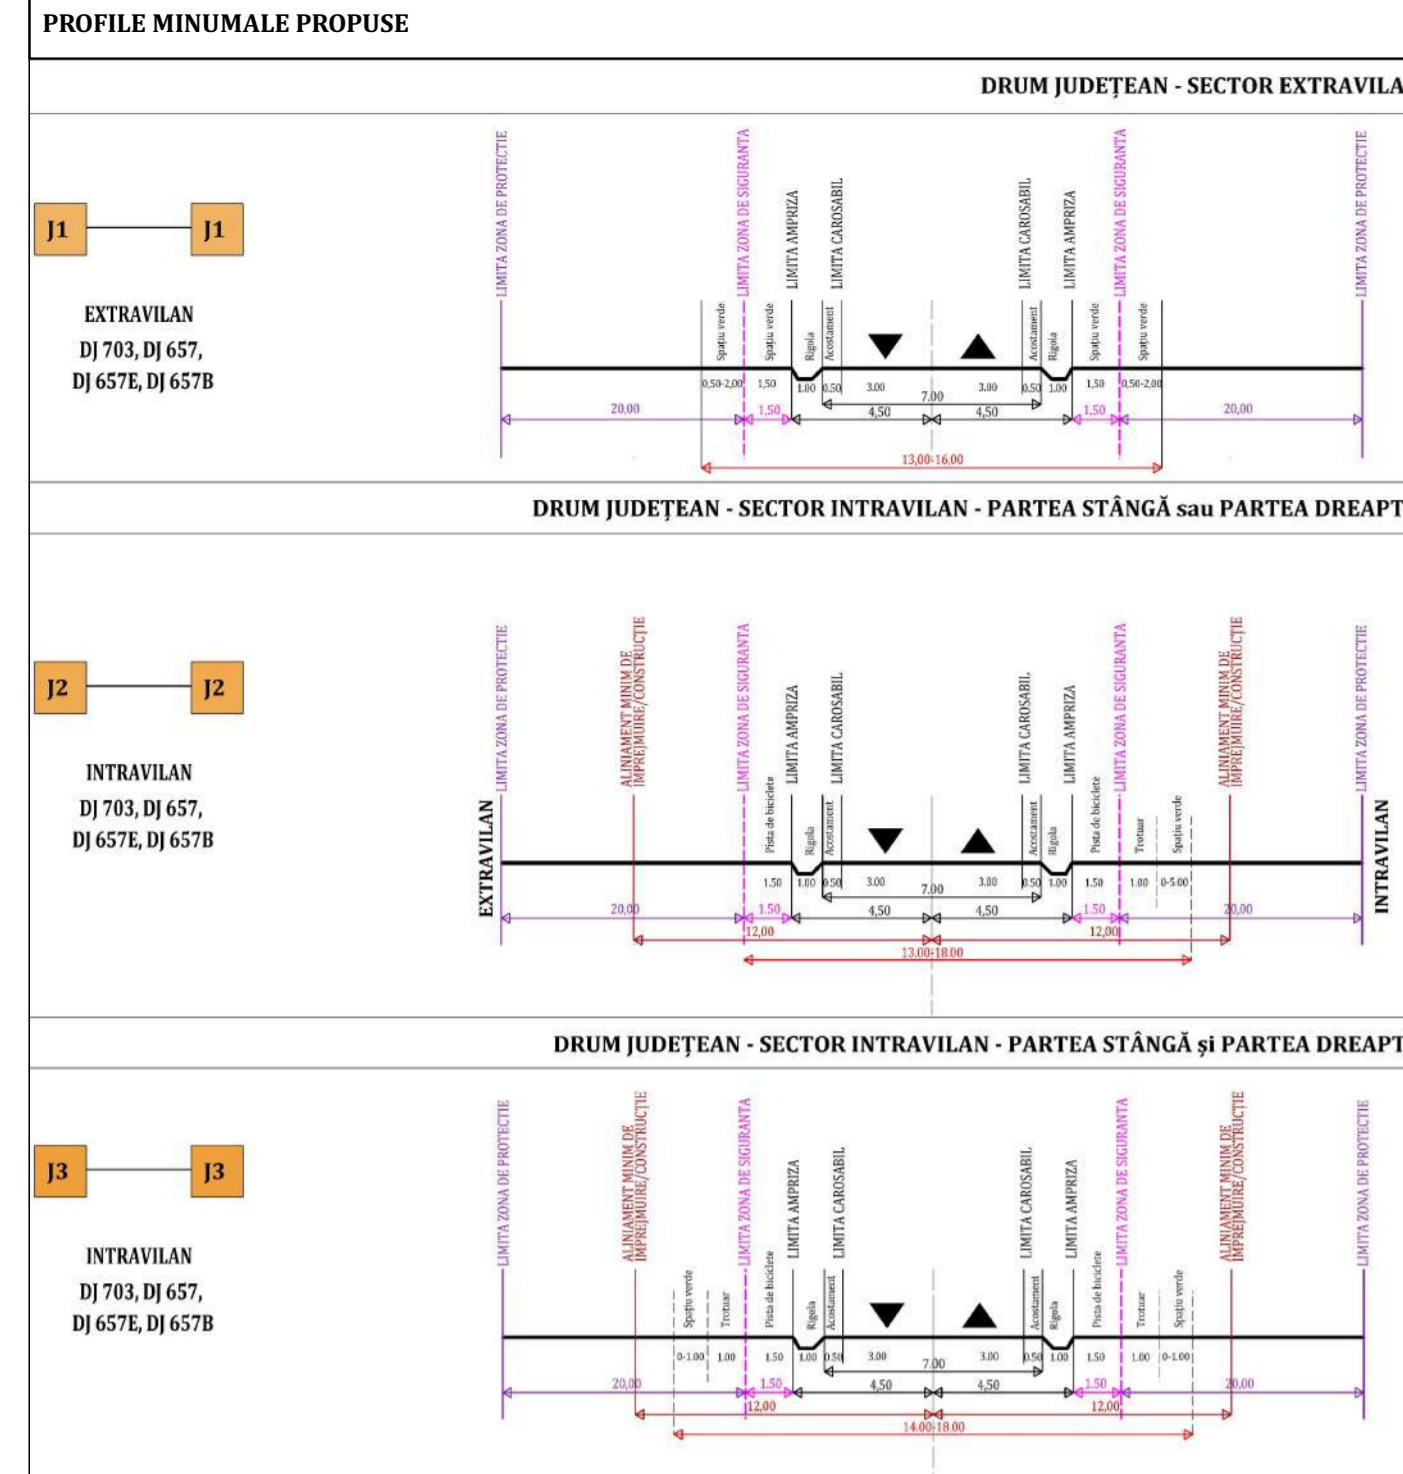 PROFILE MINUMALE PROPUSE
DRUM JUDEȚEAN - SECTOR EXTRAVILA
J1
J1
EXTRAVILAN
DJ 703, DJ 657,
DJ 657E, DJ 657B
LIMITA ZONA DE PROTECTIE
LIMITA ZONA DE SIGURANTA
LIMITA AMPRIZA
LIMITA CAROSABIL
LIMITA CAROSABIL
LIMITA AMPRIZA
LIMITA ZONA DE SIGURANTA
LIMITA ZONA DE PROTECTIE
Spațiu verde
Spațiu verde
Rigola
Acostament
Acostament
Rigola
Spațiu verde
Spațiu verde
0,50-2,00 1,50 1.00 0.50 3.00 3.00 0.50 1.00 1,50 0,50-2,00
7.00
20,00 1,50 4,50 4,50 1,50 20,00
13,00-16,00
DRUM JUDEȚEAN - SECTOR INTRAVILAN - PARTEA STÂNGĂ sau PARTEA DREAPT
J2
J2
INTRAVILAN
DJ 703, DJ 657,
DJ 657E, DJ 657B
EXTRAVILAN
LIMITA ZONA DE PROTECTIE
ALINIAMENT MINIM DE
ÎMPREJMUIRE/CONSTRUCȚIE
LIMITA ZONA DE SIGURANTA
LIMITA AMPRIZA
LIMITA CAROSABIL
LIMITA CAROSABIL
LIMITA AMPRIZA
LIMITA ZONA DE SIGURANTA
ALINIAMENT MINIM DE
ÎMPREJMUIRE/CONSTRUCȚIE
LIMITA ZONA DE PROTECTIE
INTRAVILAN
Pista de biciclete
Rigola
Acostament
Acostament
Rigola
Pista de biciclete
Trotuar
Spațiu verde
1.50 1.00 0.50 3.00 3.00 0.50 1.00 1.50 1.00 0-5.00
7.00
20,00 1.50 4,50 4,50 1.50 20,00
12,00 12,00
13.00-18.00
DRUM JUDEȚEAN - SECTOR INTRAVILAN - PARTEA STÂNGĂ și PARTEA DREAPT
J3
J3
INTRAVILAN
DJ 703, DJ 657,
DJ 657E, DJ 657B
LIMITA ZONA DE PROTECTIE
ALINIAMENT MINIM DE
ÎMPREJMUIRE/CONSTRUCȚIE
LIMITA ZONA DE SIGURANTA
LIMITA AMPRIZA
LIMITA CAROSABIL
LIMITA CAROSABIL
LIMITA AMPRIZA
LIMITA ZONA DE SIGURANTA
ALINIAMENT MINIM DE
ÎMPREJMUIRE/CONSTRUCȚIE
LIMITA ZONA DE PROTECTIE
Spațiu verde
Trotuar
Pista de biciclete
Rigola
Acostament
Acostament
Rigola
Pista de biciclete
Trotuar
Spațiu verde
0-1.00 1.00 1.50 1.00 0.50 3.00 3.00 0.50 1.00 1.50 1.00 0-1.00
7.00
20,00 1.50 4,50 4,50 1.50 20,00
12,00 12,00
14.00-18.00